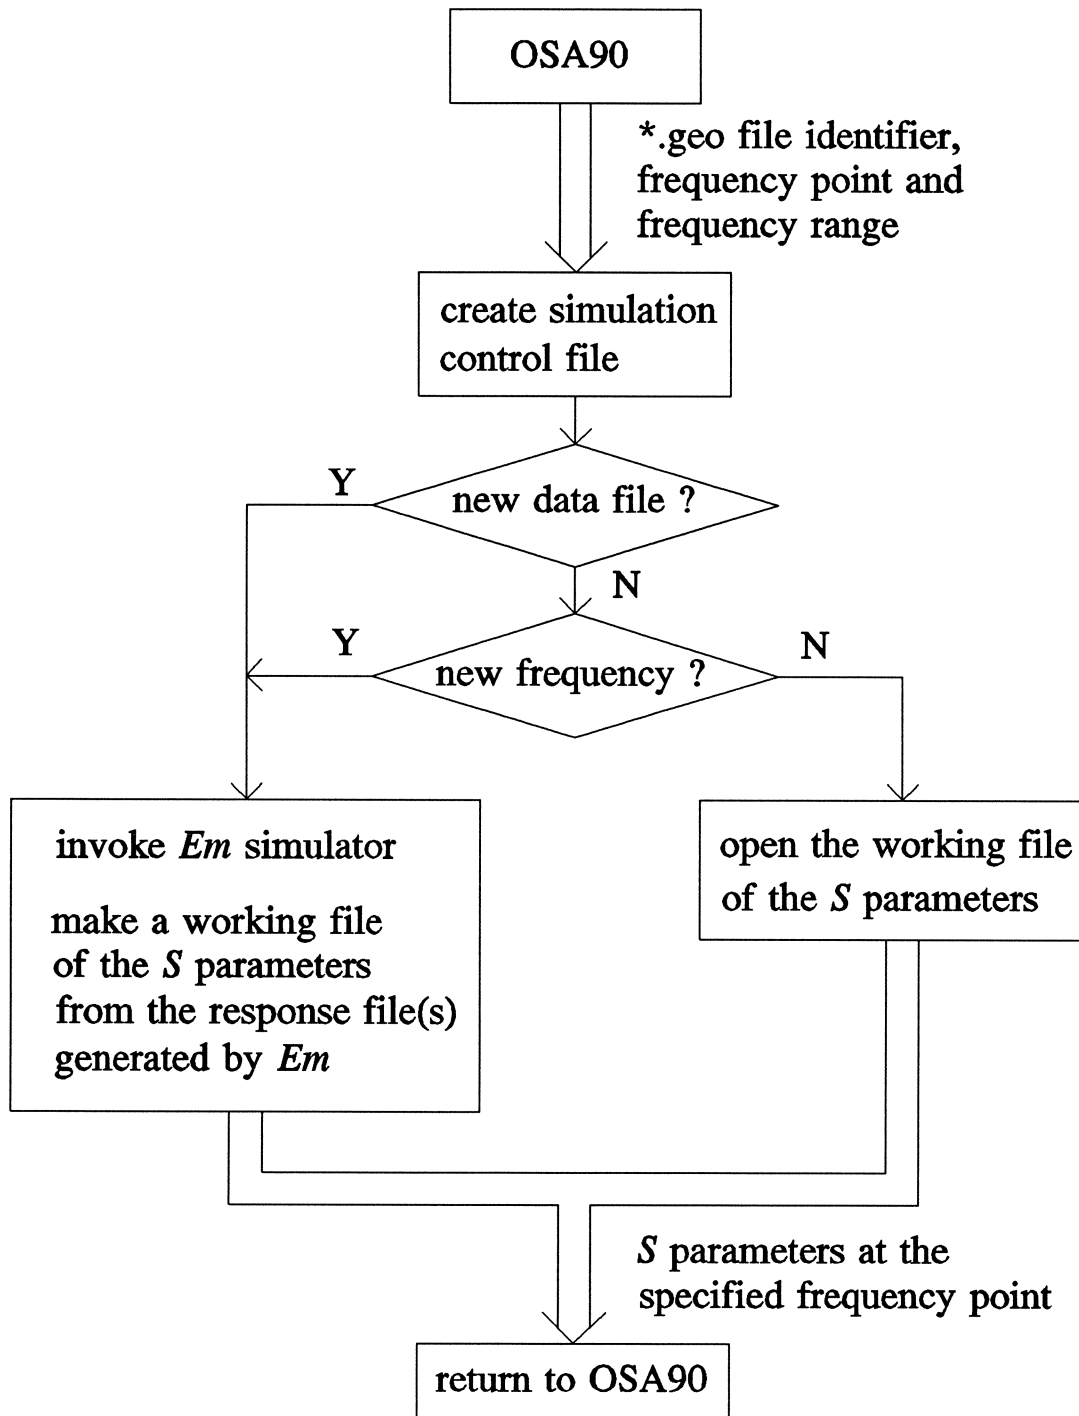 OSA90
*.geo file identifier,
frequency point and
frequency range
create simulation
control file
Y
new data file ?
N
Y
new frequency ?
N
invoke Em simulator
make a working file
of the S parameters
from the response file(s)
generated by Em
open the working file
of the S parameters
S parameters at the
specified frequency point
return to OSA90